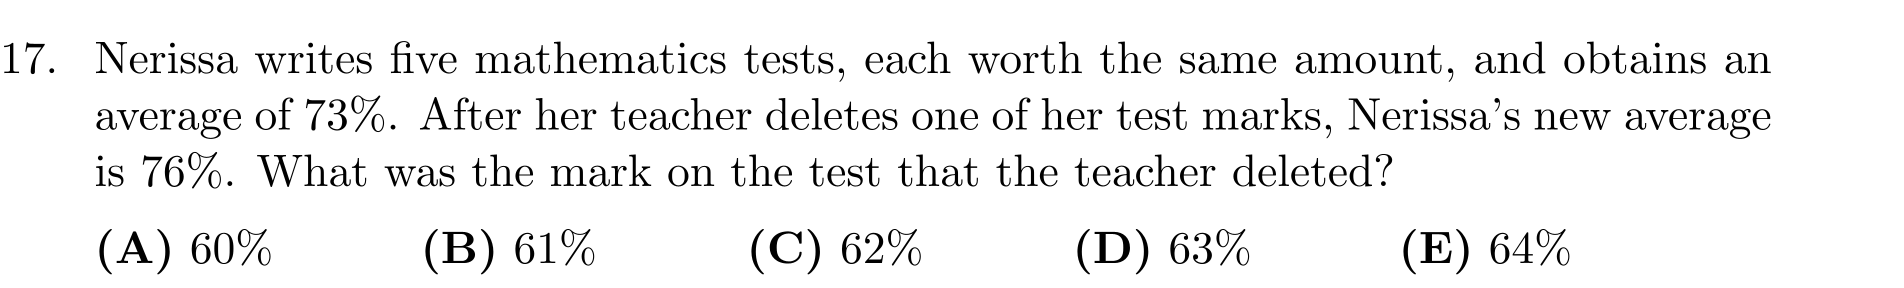 17. Nerissa writes five mathematics tests, each worth the same amount, and obtains an
average of 73%. After her teacher deletes one of her test marks, Nerissa’s new average
is 76%. What was the mark on the test that the teacher deleted?
(A) 60% (B) 61% (C) 62% (D) 63% (E) 64%